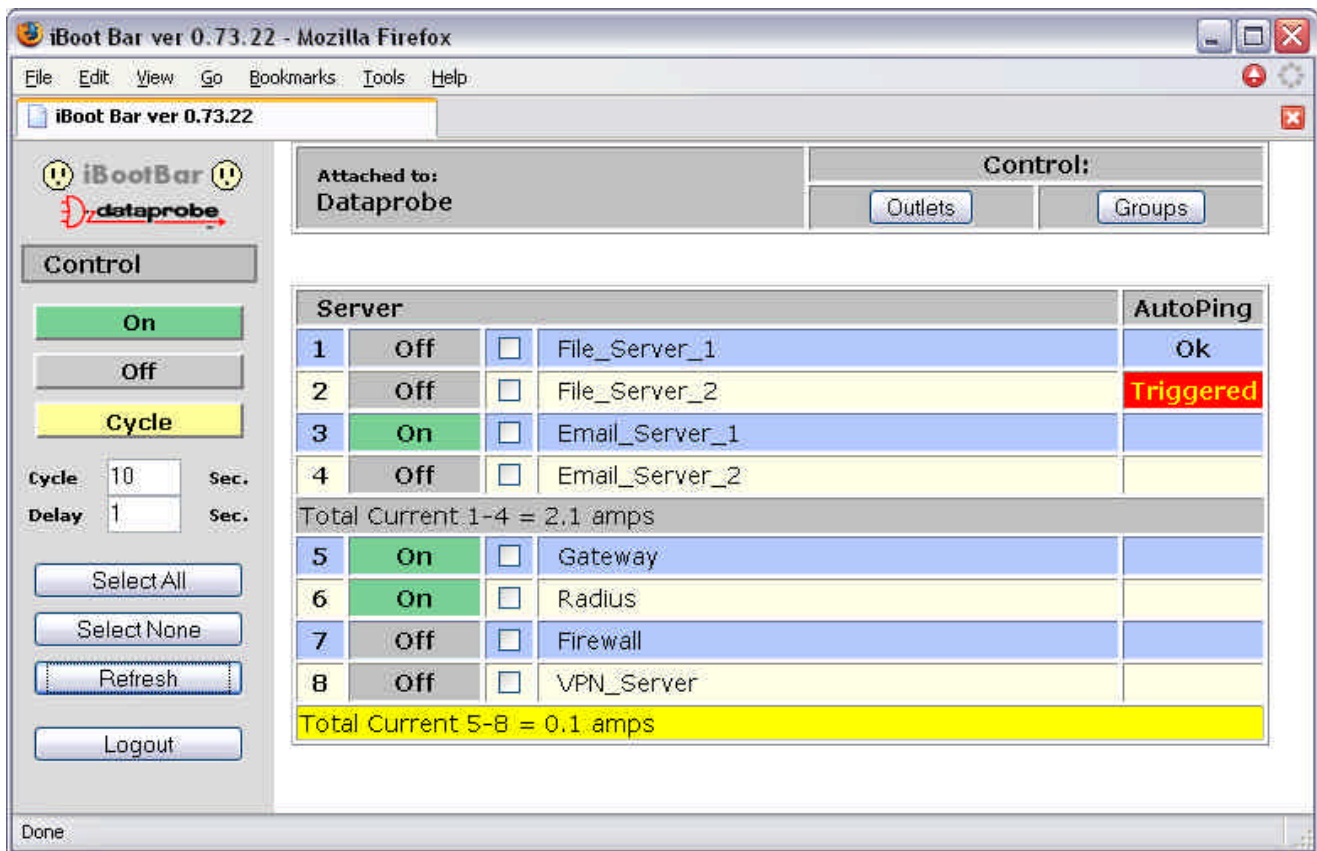 iBoot Bar ver 0.73.22 - Mozilla Firefox
File Edit View Go Bookmarks Tools Help
iBoot Bar ver 0.73.22
iBootBar
dataprobe
Control
On
Off
Cycle
Cycle 10 Sec.
Delay 1 Sec.
Select All
Select None
Refresh
Logout
Attached to:
Dataprobe
Control:
Outlets Groups
Server AutoPing
1 Off File_Server_1 Ok
2 Off File_Server_2 Triggered
3 On Email_Server_1
4 Off Email_Server_2
Total Current 1-4 = 2.1 amps
5 On Gateway
6 On Radius
7 Off Firewall
8 Off VPN_Server
Total Current 5-8 = 0.1 amps
Done